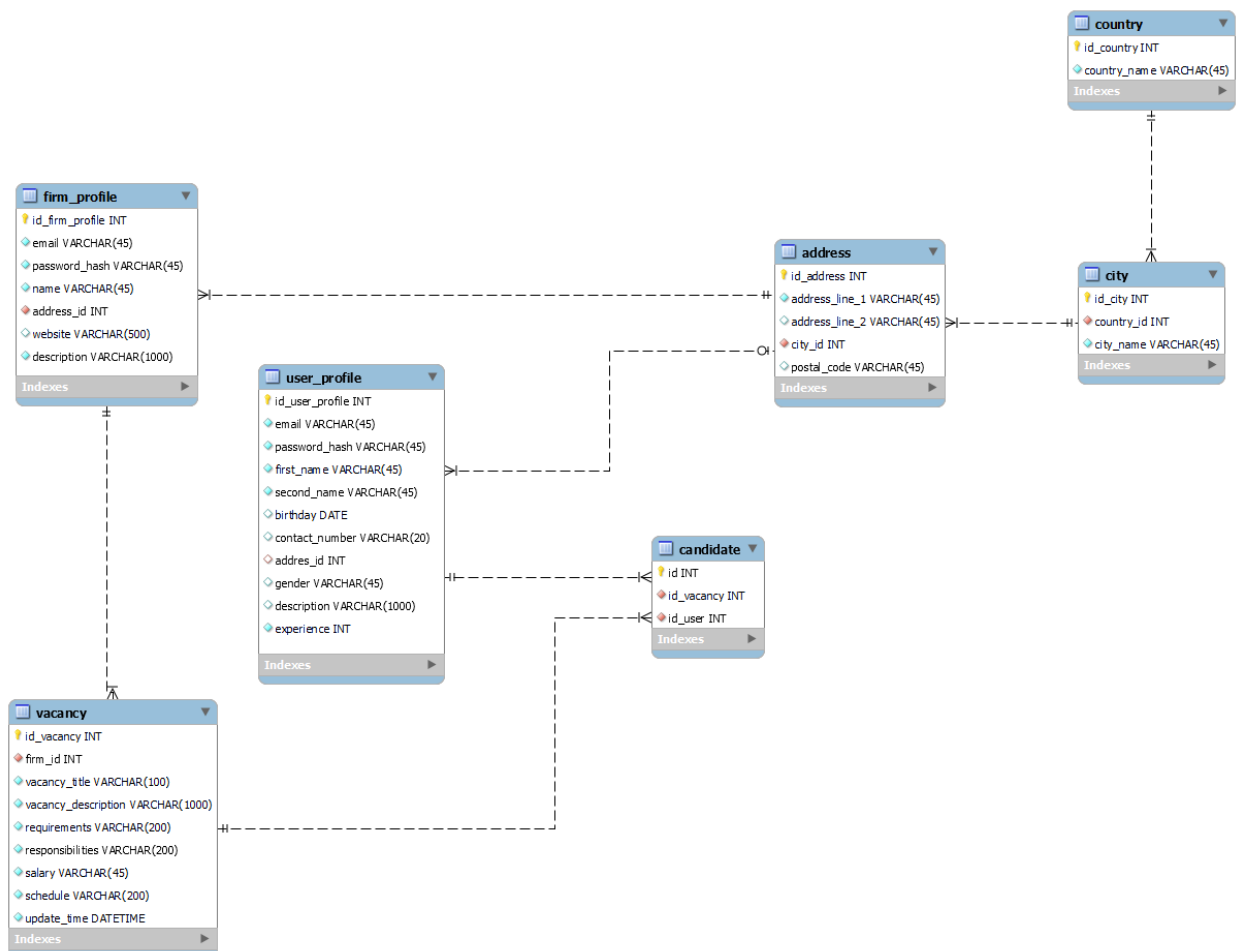 country
id_country INT
country_name VARCHAR(45)
Indexes
firm_profile
id_firm_profile INT
email VARCHAR(45)
password_hash VARCHAR(45)
name VARCHAR(45)
address_id INT
website VARCHAR(500)
description VARCHAR(1000)
Indexes
address
id_address INT
address_line_1 VARCHAR(45)
address_line_2 VARCHAR(45)
city_id INT
postal_code VARCHAR(45)
Indexes
city
id_city INT
country_id INT
city_name VARCHAR(45)
Indexes
user_profile
id_user_profile INT
email VARCHAR(45)
password_hash VARCHAR(45)
first_name VARCHAR(45)
second_name VARCHAR(45)
birthday DATE
contact_number VARCHAR(20)
addres_id INT
gender VARCHAR(45)
description VARCHAR(1000)
experience INT
Indexes
candidate
id INT
id_vacancy INT
id_user INT
Indexes
vacancy
id_vacancy INT
firm_id INT
vacancy_title VARCHAR(100)
vacancy_description VARCHAR(1000)
requirements VARCHAR(200)
responsibilities VARCHAR(200)
salary VARCHAR(45)
schedule VARCHAR(200)
update_time DATETIME
Indexes